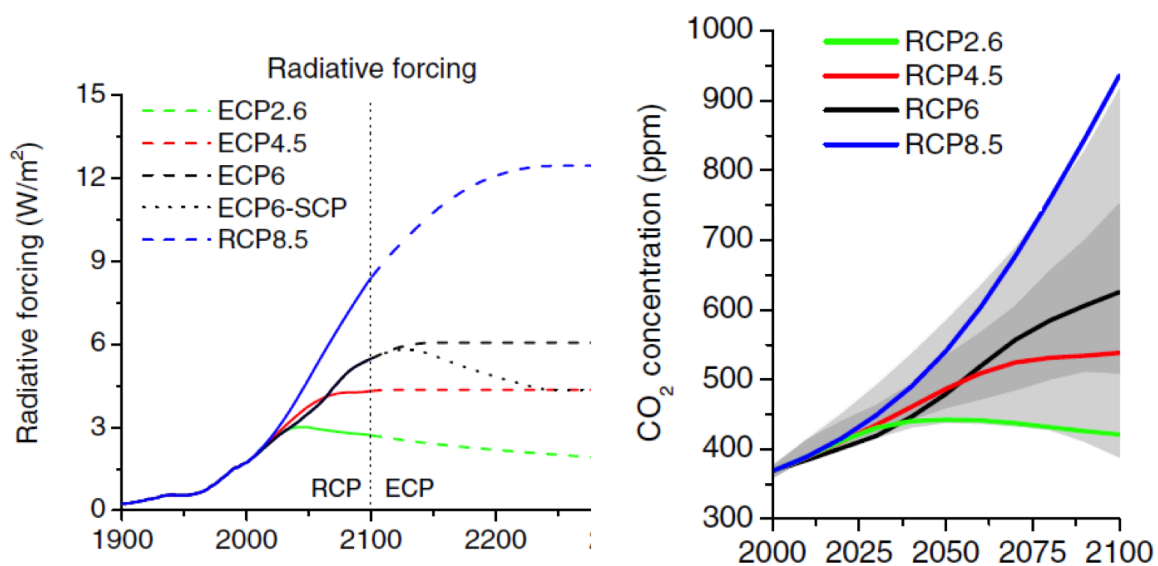 Radiative forcing
Radiative forcing (W/m²)
15
12
9
6
3
0
ECP2.6
ECP4.5
ECP6
ECP6-SCP
RCP8.5
RCP ECP
1900 2000 2100 2200
CO₂ concentration (ppm)
1000
900
800
700
600
500
400
300
RCP2.6
RCP4.5
RCP6
RCP8.5
2000 2025 2050 2075 2100